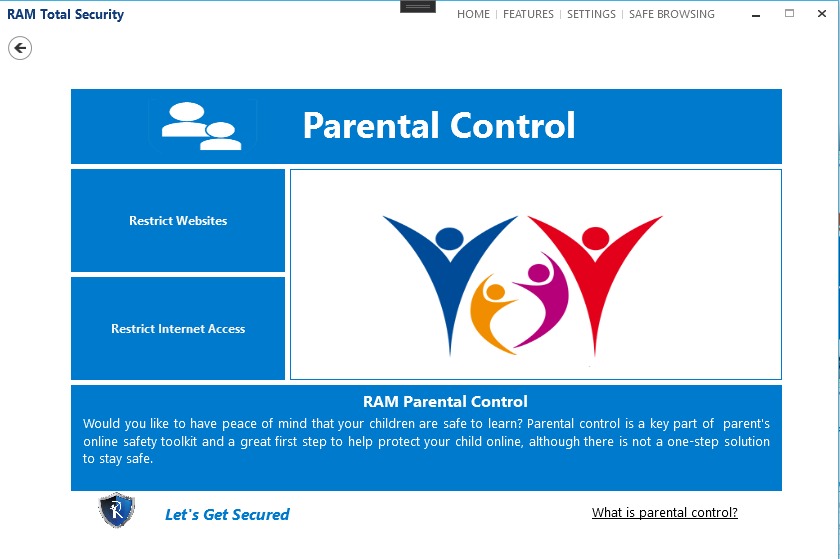 RAM Total Security
HOME | FEATURES | SETTINGS | SAFE BROWSING
Parental Control
Restrict Websites
Restrict Internet Access
RAM Parental Control
Would you like to have peace of mind that your children are safe to learn? Parental control is a key part of parent's
online safety toolkit and a great first step to help protect your child online, although there is not a one-step solution
to stay safe.
R
Let's Get Secured
What is parental control?